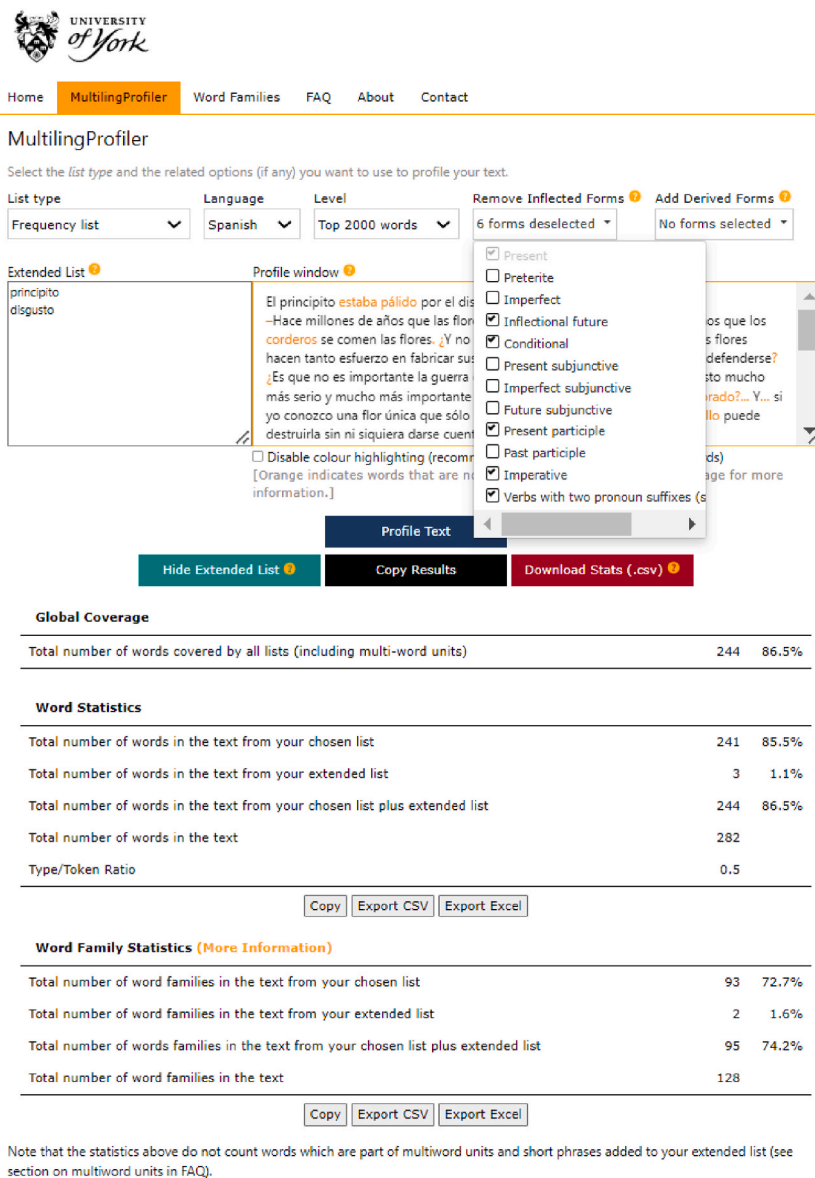 UNIVERSITY
of York
Home MultilingProfiler Word Families FAQ About Contact
MultilingProfiler
Select the list type and the related options (if any) you want to use to profile your text.
List type Language Level Remove Inflected Forms ? Add Derived Forms ?
Frequency list Spanish Top 2000 words 6 forms deselected No forms selected
Extended List ? Profile window ?
principito
disgusto
El principito estaba pálido por el dis
–Hace millones de años que las flor os que los
corderos se comen las flores. ¿Y no s flores
hacen tanto esfuerzo en fabricar sus defenderse?
¿Es que no es importante la guerra sto mucho
más serio y mucho más importante rado?... Y... si
yo conozco una flor única que sólo llo puede
destruirla sin ni siquiera darse cuent
Present
Preterite
Imperfect
Inflectional future
Conditional
Present subjunctive
Imperfect subjunctive
Future subjunctive
Present participle
Past participle
Imperative
Verbs with two pronoun suffixes (s
Disable colour highlighting (recomm ds)
[Orange indicates words that are no age for more
information.]
Profile Text
Hide Extended List ? Copy Results Download Stats (.csv) ?
Global Coverage
Total number of words covered by all lists (including multi-word units) 244 86.5%
Word Statistics
Total number of words in the text from your chosen list 241 85.5%
Total number of words in the text from your extended list 3 1.1%
Total number of words in the text from your chosen list plus extended list 244 86.5%
Total number of words in the text 282
Type/Token Ratio 0.5
Copy Export CSV Export Excel
Word Family Statistics (More Information)
Total number of word families in the text from your chosen list 93 72.7%
Total number of word families in the text from your extended list 2 1.6%
Total number of words families in the text from your chosen list plus extended list 95 74.2%
Total number of word families in the text 128
Copy Export CSV Export Excel
Note that the statistics above do not count words which are part of multiword units and short phrases added to your extended list (see
section on multiword units in FAQ).